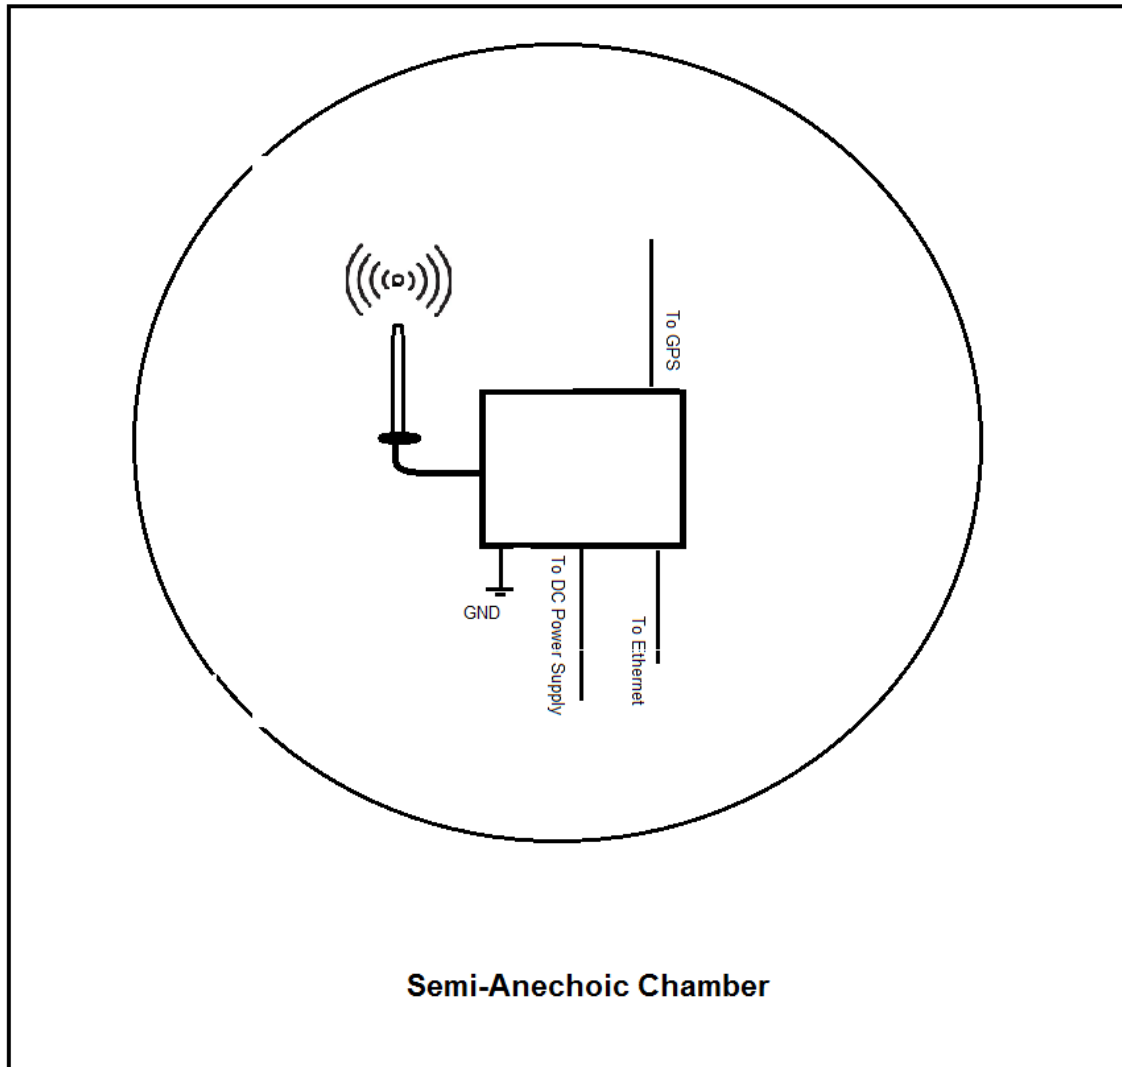 To GPS
GND
To DC Power Supply
To Ethernet
Semi-Anechoic Chamber